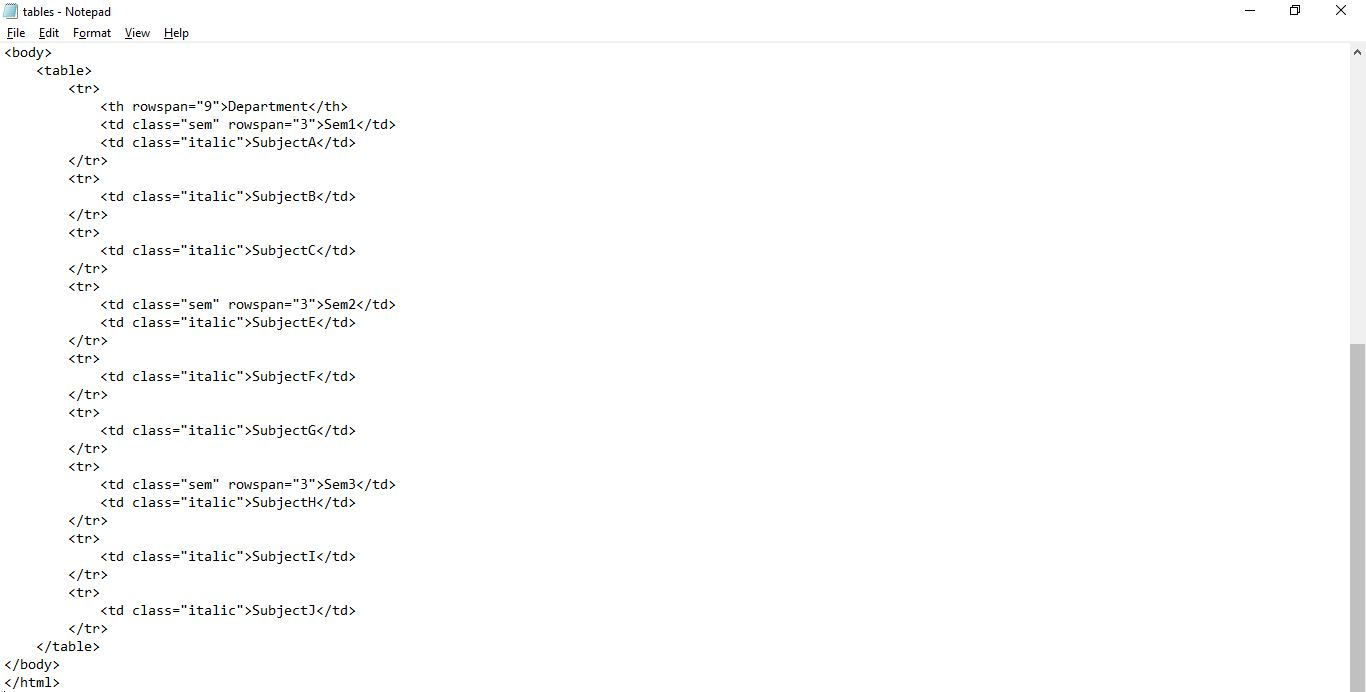 tables - Notepad
File Edit Format View Help
<body>
    <table>
        <tr>
            <th rowspan="9">Department</th>
            <td class="sem" rowspan="3">Sem1</td>
            <td class="italic">SubjectA</td>
        </tr>
        <tr>
            <td class="italic">SubjectB</td>
        </tr>
        <tr>
            <td class="italic">SubjectC</td>
        </tr>
        <tr>
            <td class="sem" rowspan="3">Sem2</td>
            <td class="italic">SubjectE</td>
        </tr>
        <tr>
            <td class="italic">SubjectF</td>
        </tr>
        <tr>
            <td class="italic">SubjectG</td>
        </tr>
        <tr>
            <td class="sem" rowspan="3">Sem3</td>
            <td class="italic">SubjectH</td>
        </tr>
        <tr>
            <td class="italic">SubjectI</td>
        </tr>
        <tr>
            <td class="italic">SubjectJ</td>
        </tr>
    </table>
</body>
</html>